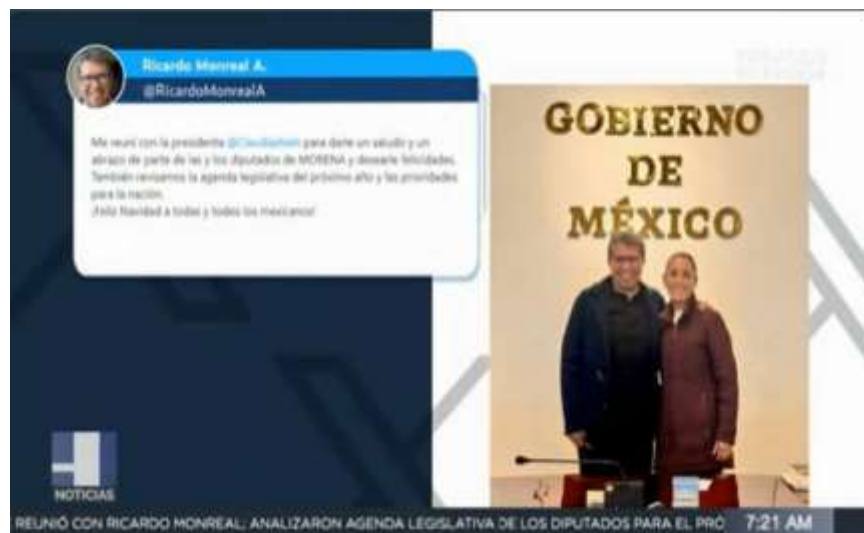 Ricardo Monreal A.
@RicardoMonrealA
Me reuní con la presidenta @Claudiashein para darle un saludo y un
abrazo de parte de las y los diputados de MORENA y desearle felicidades.
También revisamos la agenda legislativa del próximo año y las prioridades
para la nación.
¡Feliz Navidad a todas y todos los mexicanos!
GOBIERNO
DE
MÉXICO
NOTICIAS
REUNIÓ CON RICARDO MONREAL; ANALIZARON AGENDA LEGISLATIVA DE LOS DIPUTADOS PARA EL PRÓ
7:21 AM